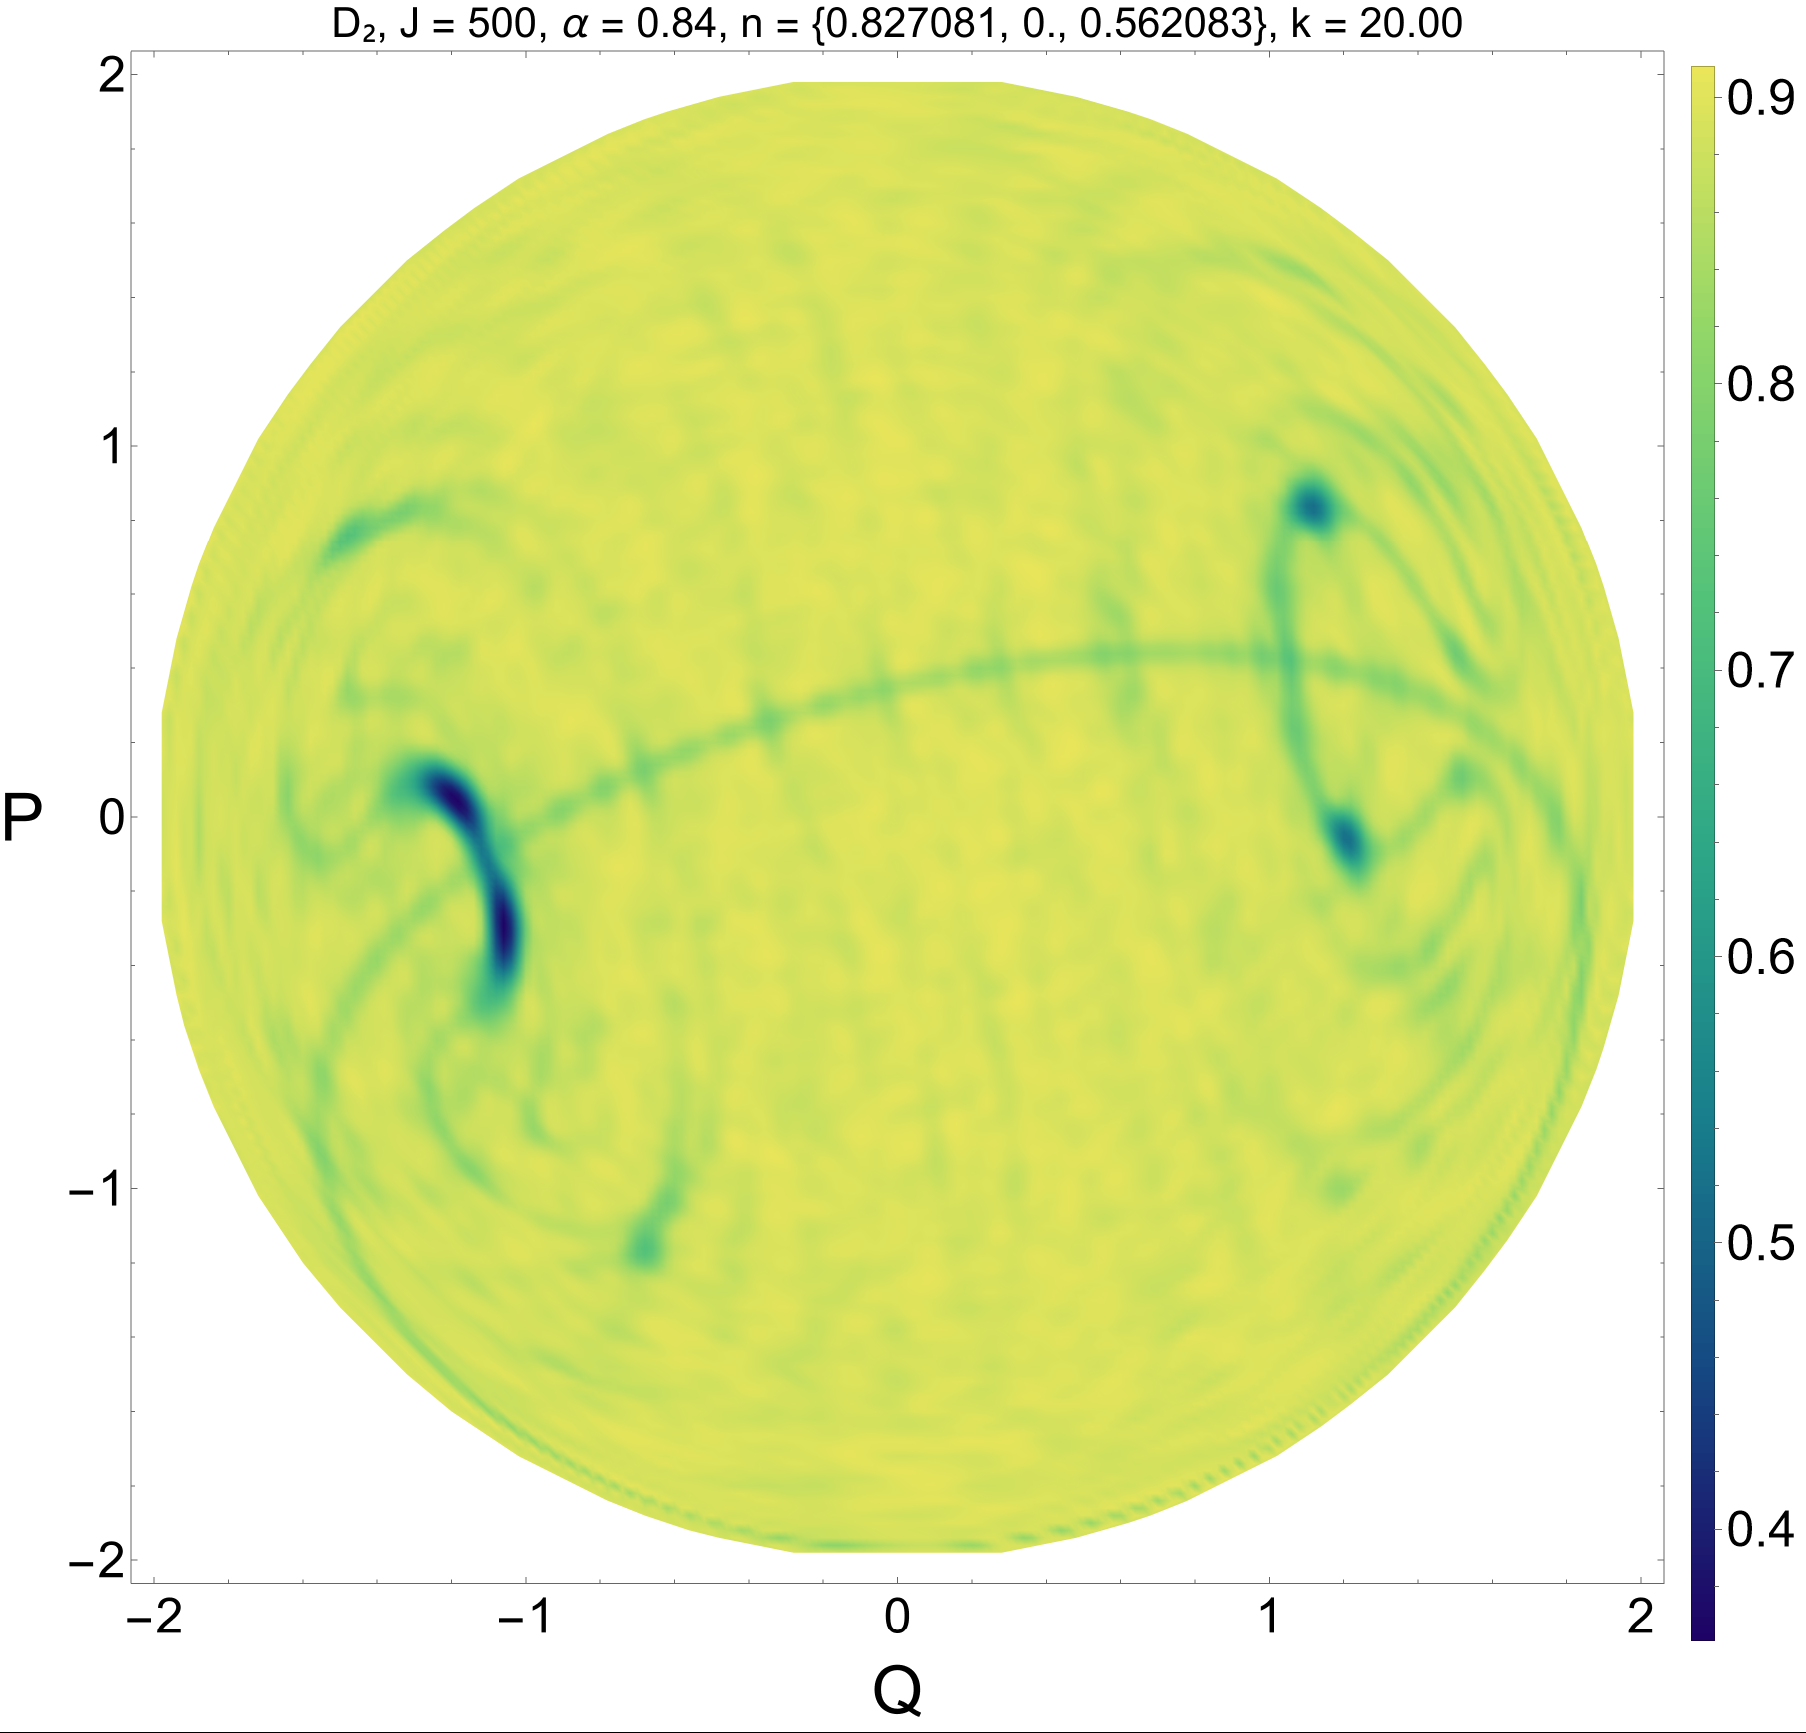 D₂, J = 500, α = 0.84, n = {0.827081, 0., 0.562083}, k = 20.00
2
1
0
−1
−2
P
−2 −1 0 1 2
Q
0.9
0.8
0.7
0.6
0.5
0.4